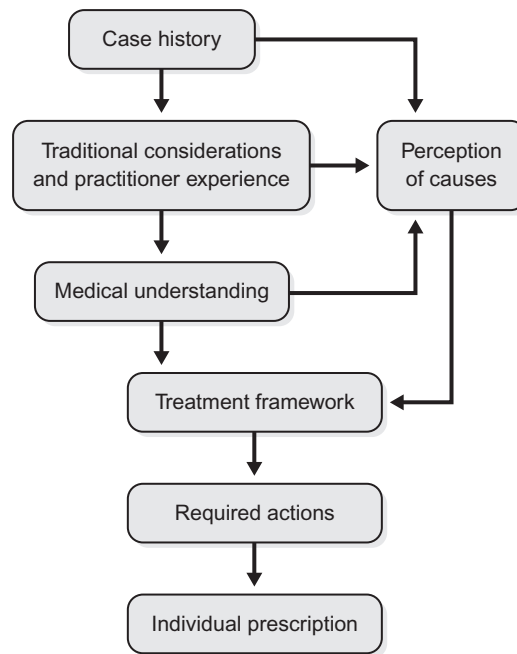 Case history
Traditional considerations
and practitioner experience
Perception
of causes
Medical understanding
Treatment framework
Required actions
Individual prescription